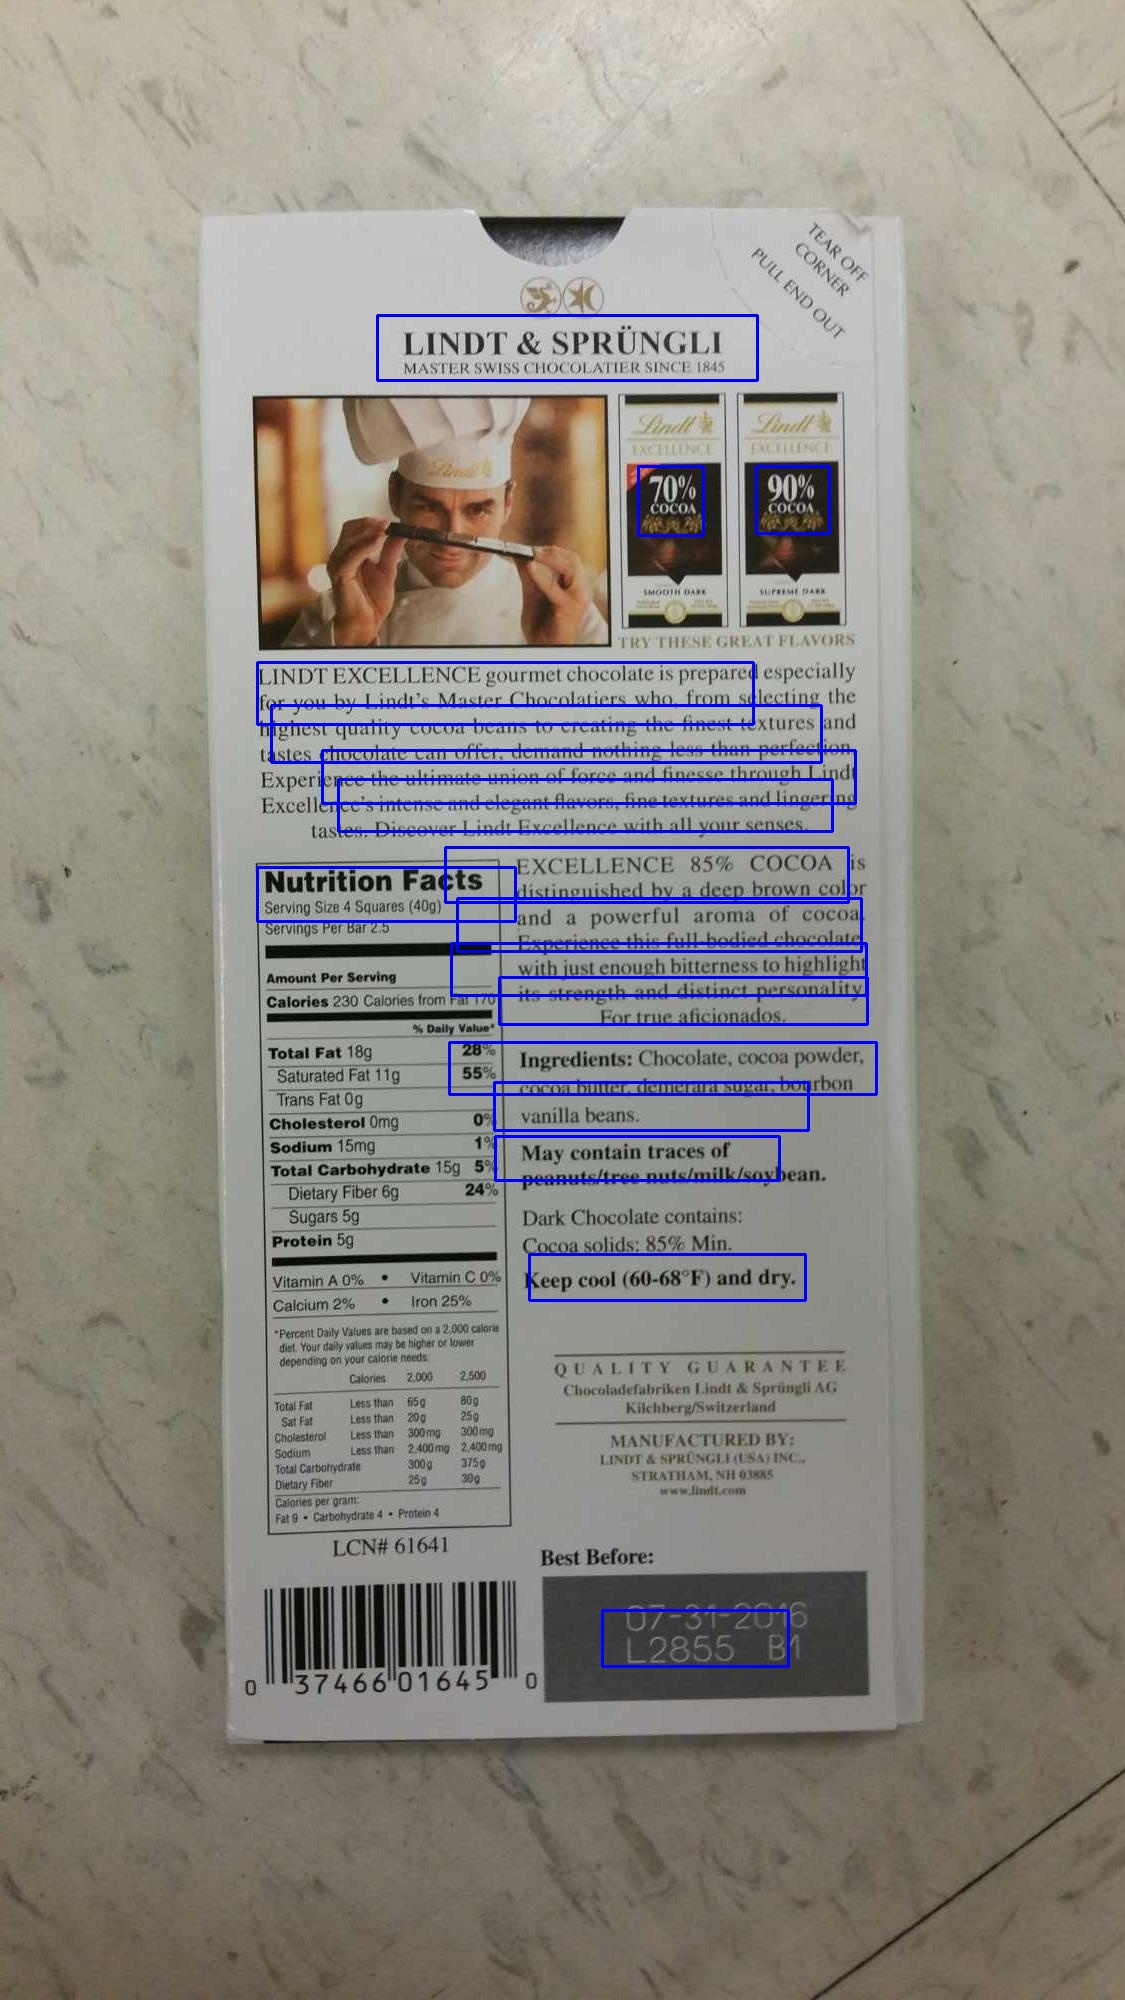 TEAR OFF
CORNER
PULL END OUT
LINDT & SPRÜNGLI
MASTER SWISS CHOCOLATIER SINCE 1845
Lindt
Lindt
EXCELLENCE
70%
COCOA
SMOOTH DARK
Lindt
EXCELLENCE
90%
COCOA
SUPREME DARK
TRY THESE GREAT FLAVORS
LINDT EXCELLENCE gourmet chocolate is prepared especially
for you by Lindt's Master Chocolatiers who, from selecting the
highest quality cocoa beans to creating the finest textures and
tastes chocolate can offer, demand nothing less than perfection.
Experience the ultimate union of force and finesse through Lindt
Excellence's intense and elegant flavors, fine textures and lingering
tastes. Discover Lindt Excellence with all your senses.
Nutrition Facts
Serving Size 4 Squares (40g)
Servings Per Bar 2.5
Amount Per Serving
Calories 230 Calories from Fat 170
% Daily Value*
Total Fat 18g 28%
Saturated Fat 11g 55%
Trans Fat 0g
Cholesterol 0mg 0%
Sodium 15mg 1%
Total Carbohydrate 15g 5%
Dietary Fiber 6g 24%
Sugars 5g
Protein 5g
Vitamin A 0% • Vitamin C 0%
Calcium 2% • Iron 25%
*Percent Daily Values are based on a 2,000 calorie
diet. Your daily values may be higher or lower
depending on your calorie needs:
Calories 2,000 2,500
Total Fat Less than 65g 80g
Sat Fat Less than 20g 25g
Cholesterol Less than 300mg 300mg
Sodium Less than 2,400mg 2,400mg
Total Carbohydrate 300g 375g
Dietary Fiber 25g 30g
Calories per gram:
Fat 9 • Carbohydrate 4 • Protein 4
LCN# 61641
0 37466 01645 0
EXCELLENCE 85% COCOA is
distinguished by a deep brown color
and a powerful aroma of cocoa.
Experience this full bodied chocolate
with just enough bitterness to highlight
its strength and distinct personality.
For true aficionados.
Ingredients: Chocolate, cocoa powder,
cocoa butter, demerara sugar, bourbon
vanilla beans.
May contain traces of
peanuts/tree nuts/milk/soybean.
Dark Chocolate contains:
Cocoa solids: 85% Min.
Keep cool (60-68°F) and dry.
QUALITY GUARANTEE
Chocoladefabriken Lindt & Sprüngli AG
Kilchberg/Switzerland
MANUFACTURED BY:
LINDT & SPRÜNGLI (USA) INC.,
STRATHAM, NH 03885
www.lindt.com
Best Before:
07-31-2016
L2855 B1